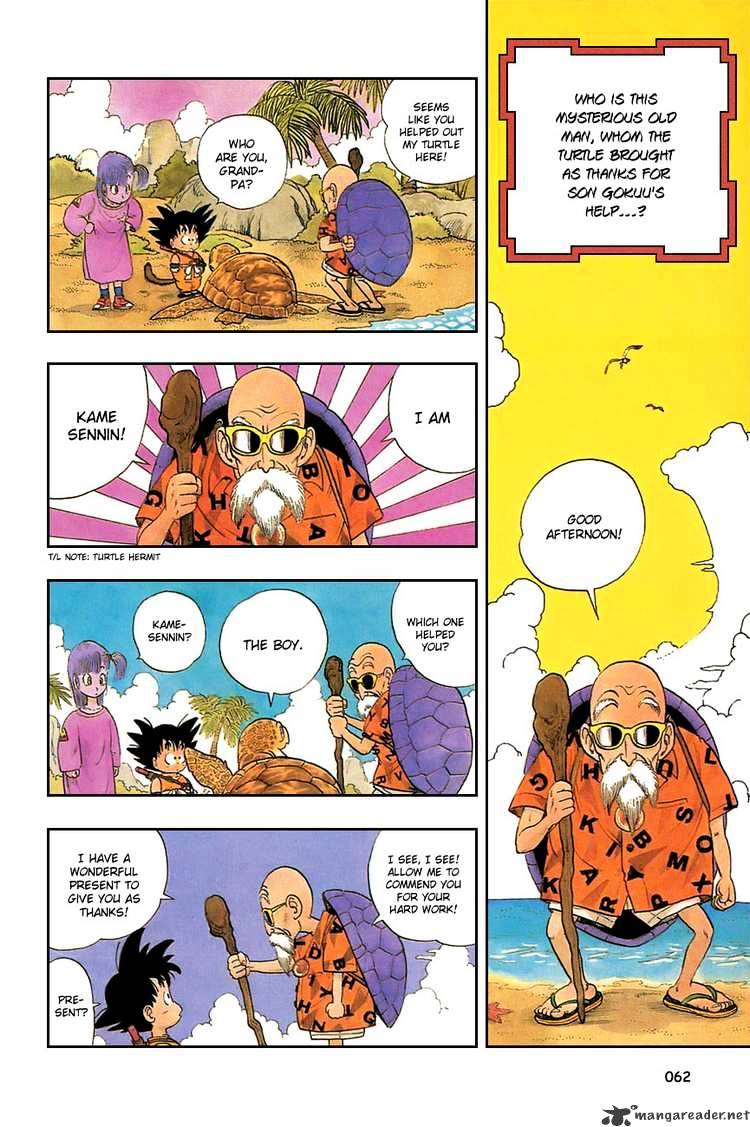 WHO IS THIS
MYSTERIOUS OLD
MAN, WHOM THE
TURTLE BROUGHT
AS THANKS FOR
SON GOKUU'S
HELP...?
GOOD
AFTERNOON!
SEEMS
LIKE YOU
HELPED OUT
MY TURTLE
HERE!
WHO
ARE YOU,
GRAND-
PA?
I AM
KAME
SENNIN!
T/L NOTE: TURTLE HERMIT
WHICH ONE
HELPED
YOU?
THE BOY.
KAME-
SENNIN?
I SEE, I SEE!
ALLOW ME TO
COMMEND YOU
FOR YOUR
HARD WORK!
I HAVE A
WONDERFUL
PRESENT TO
GIVE YOU AS
THANKS!
PRE-
SENT?
062
mangareader.net